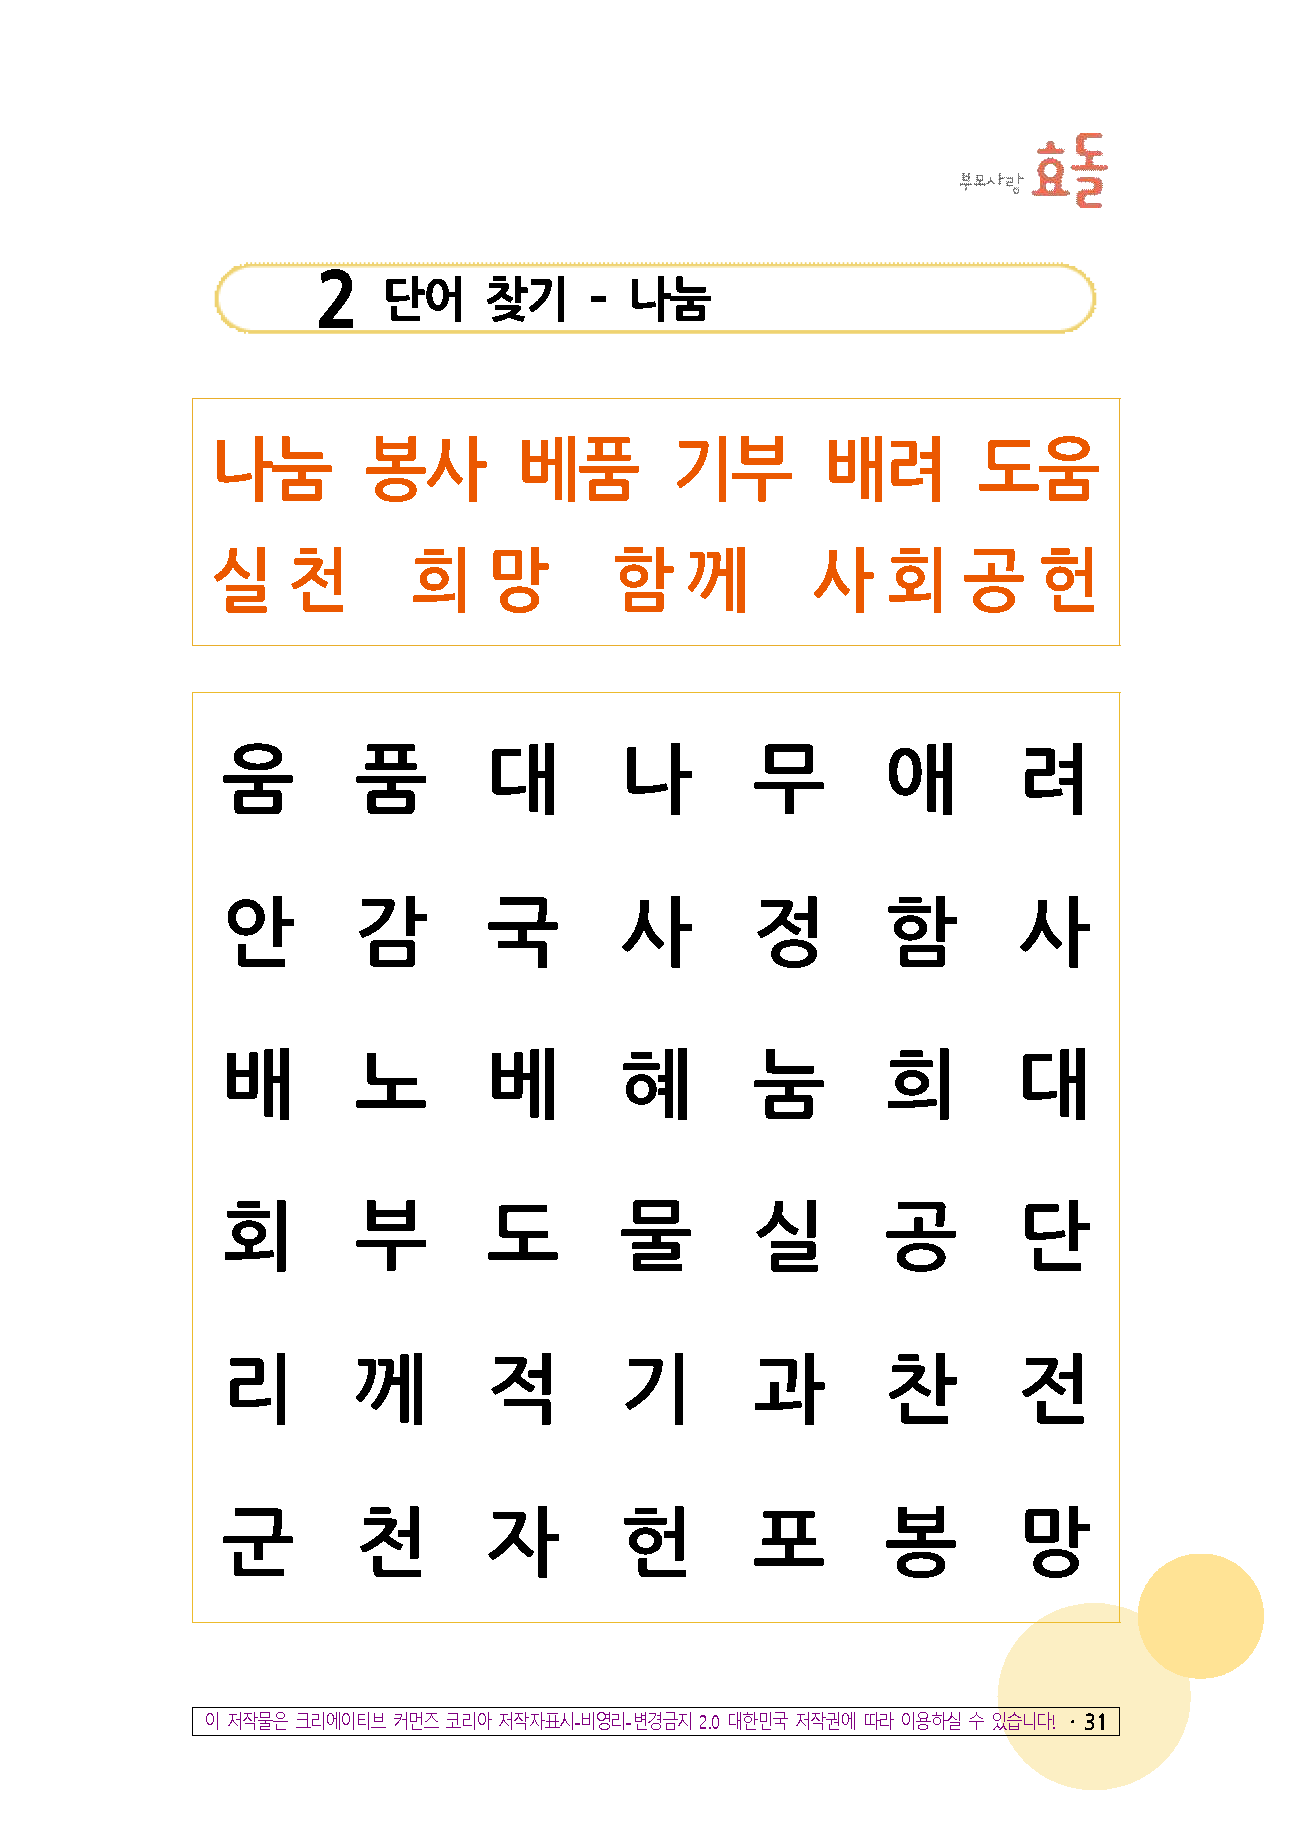 부모사랑 효돌
2 단어 찾기 - 나눔
나눔 봉사 베품 기부 배려 도움
실천 희망 함께 사회공헌
움 품 대 나 무 애 려
안 감 국 사 정 함 사
배 노 베 혜 눔 희 대
회 부 도 물 실 공 단
리 께 적 기 과 찬 전
군 천 자 헌 포 봉 망
이 저작물은 크리에이티브 커먼즈 코리아 저작자표시-비영리-변경금지 2.0 대한민국 저작권에 따라 이용하실 수 있습니다! · 31